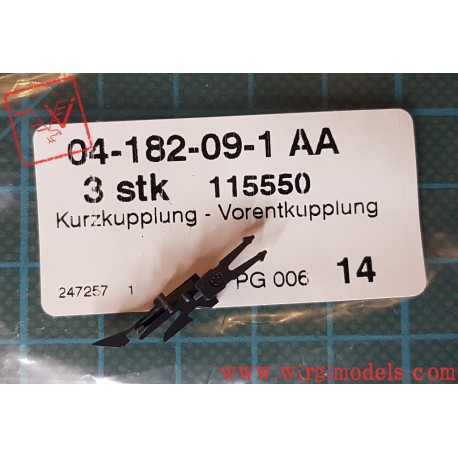 04-182-09-1 AA
3 stk 115550
Kurzkupplung - Vorentkupplung
247257 1 PG 006 14
www.wirgimodels.com